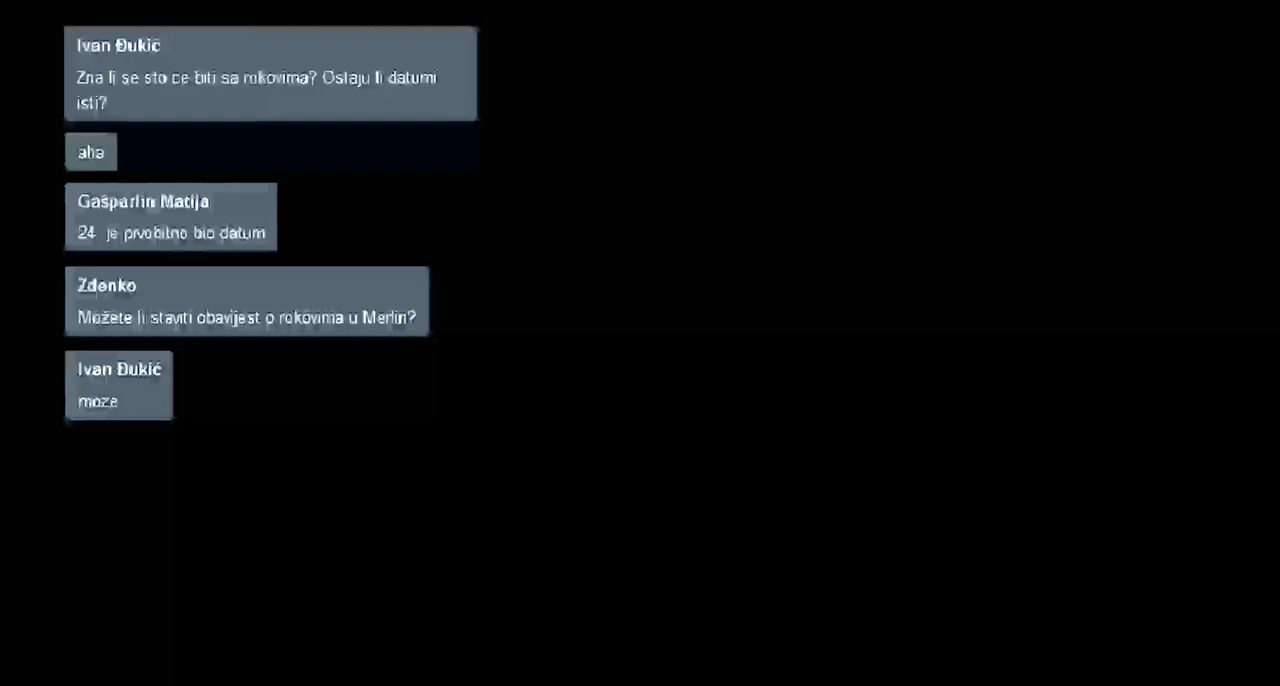 Ivan Đukić
Zna li se sto ce biti sa rokovima? Ostaju li datumi
isti?
aha
Gašparlin Matija
24. je prvobitno bio datum
Zdenko
Možete li staviti obavijest o rokovima u Merlin?
Ivan Đukić
moze